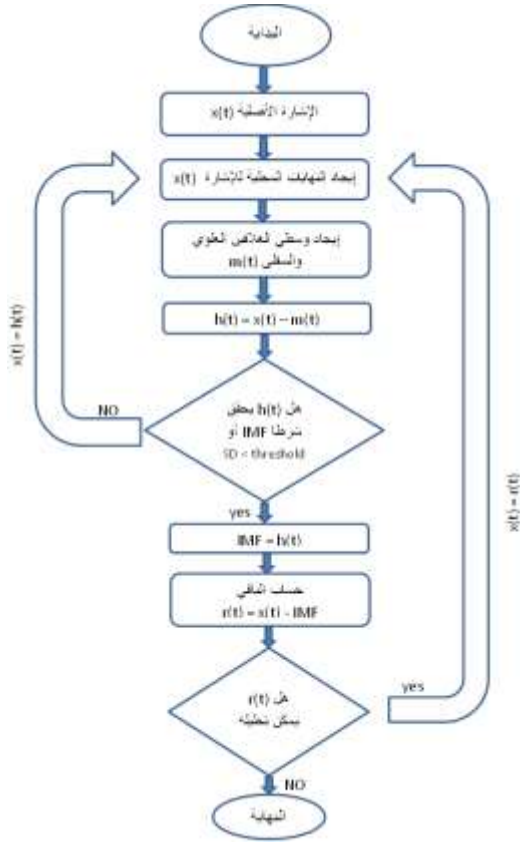 البداية
الإشارة الأصلية x(t)
إيجاد النهايات المحلية للإشارة x(t)
إيجاد وسطي الغلاف العلوي
والسفلي m(t)
h(t) = x(t) – m(t)
x(t) = h(t)
NO
هل h(t) يحقق
شرطا IMF أو
SD < threshold
yes
IMF = h(t)
حساب الباقي
r(t) = x(t) - IMF
x(t) = r(t)
yes
هل r(t)
يمكن تحليله
NO
النهاية